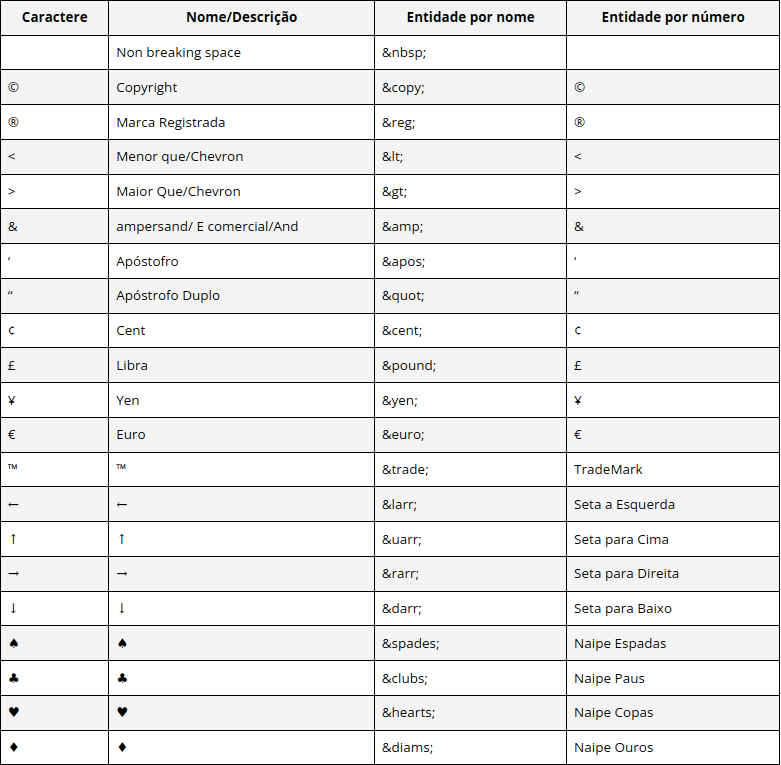 Caractere Nome/Descrição Entidade por nome Entidade por número
Non breaking space &nbsp;
© Copyright &copy; ©
® Marca Registrada &reg; ®
< Menor que/Chevron &lt; <
> Maior Que/Chevron &gt; >
& ampersand/ E comercial/And &amp; &
‘ Apóstofro &apos; ‘
“ Apóstrofo Duplo &quot; “
¢ Cent &cent; ¢
£ Libra &pound; £
¥ Yen &yen; ¥
€ Euro &euro; €
™ ™ &trade; TradeMark
← ← &larr; Seta a Esquerda
↑ ↑ &uarr; Seta para Cima
→ → &rarr; Seta para Direita
↓ ↓ &darr; Seta para Baixo
♠ ♠ &spades; Naipe Espadas
♣ ♣ &clubs; Naipe Paus
♥ ♥ &hearts; Naipe Copas
♦ ♦ &diams; Naipe Ouros